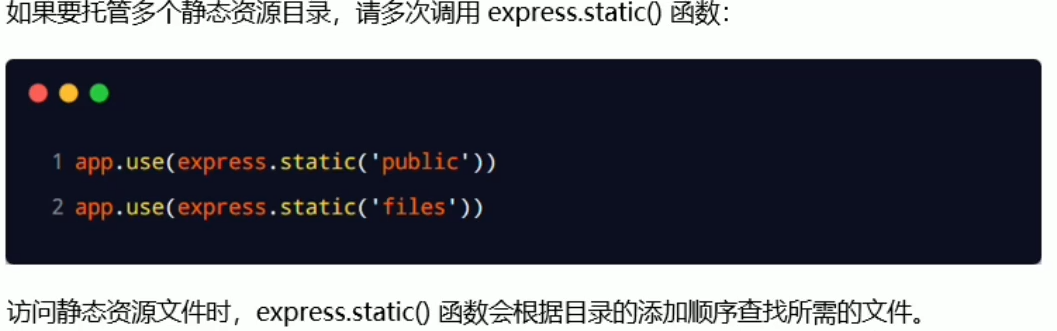 如果要托管多个静态资源目录，请多次调用 express.static() 函数：
1 app.use(express.static('public'))
2 app.use(express.static('files'))
访问静态资源文件时，express.static() 函数会根据目录的添加顺序查找所需的文件。